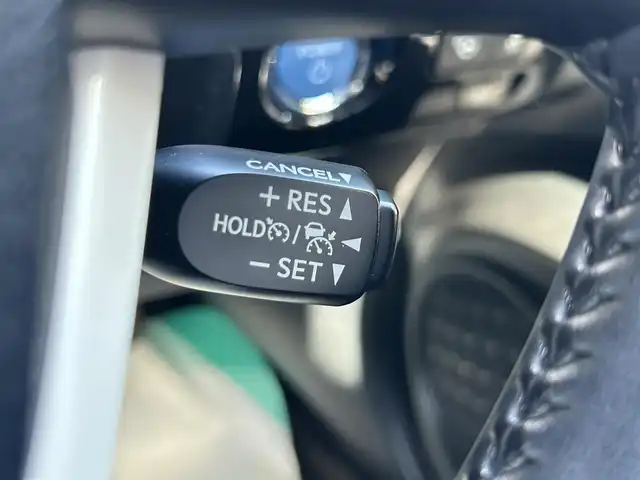 CANCEL▼
+ RES ▲
HOLD / ◀
– SET ▼